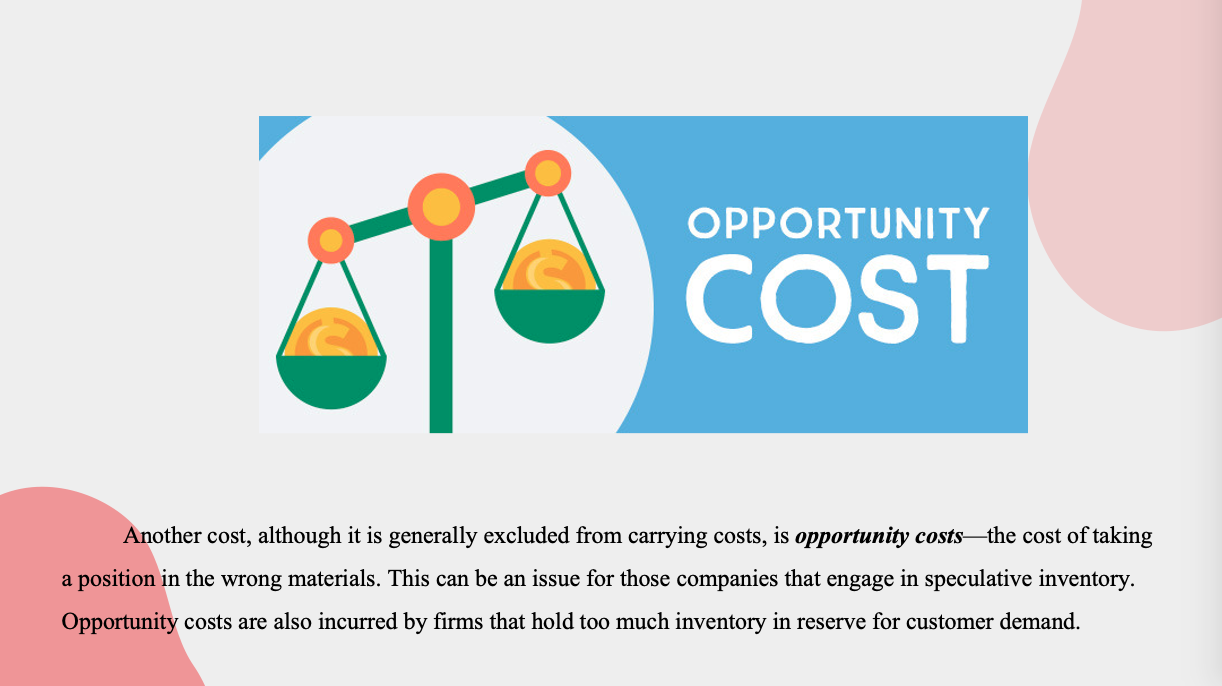 OPPORTUNITY
COST
Another cost, although it is generally excluded from carrying costs, is opportunity costs—the cost of taking
a position in the wrong materials. This can be an issue for those companies that engage in speculative inventory.
Opportunity costs are also incurred by firms that hold too much inventory in reserve for customer demand.